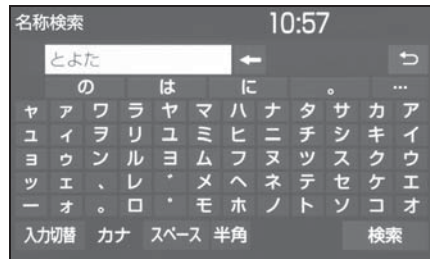 名称検索 10:57
とよた
の は に 。 …
ャ ァ ワ ラ ヤ マ ハ ナ タ サ カ ア
ュ ィ ヲ リ ユ ミ ヒ ニ チ シ キ イ
ョ ゥ ン ル ヨ ム フ ヌ ツ ス ク ウ
ッ ェ 、 レ ゛ メ ヘ ネ テ セ ケ エ
ー ォ 。 ロ ゜ モ ホ ノ ト ソ コ オ
入力切替 カナ スペース 半角 検索